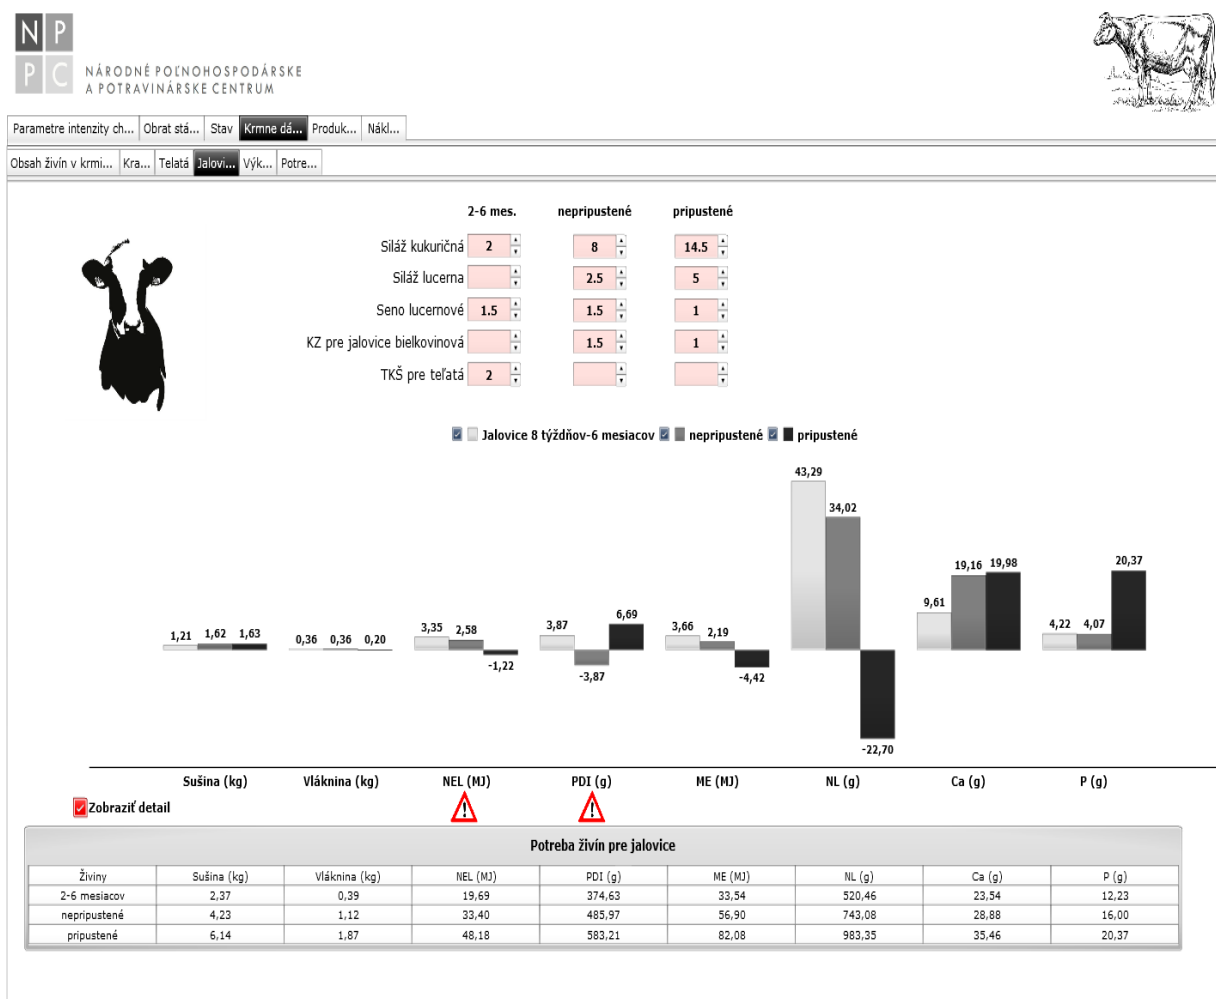 N P
P C
NÁRODNÉ POĽNOHOSPODÁRSKE
A POTRAVINÁRSKE CENTRUM
Parametre intenzity ch... Obrat stá... Stav Krmne dá... Produk... Nákl...
Obsah živín v krmi... Kra... Telatá Jalovi... Výk... Potre...
2-6 mes. nepripustené pripustené
Siláž kukuričná 2 8 14.5
Siláž lucerna 2.5 5
Seno lucernové 1.5 1.5 1
KZ pre jalovice bielkovinová 1.5 1
TKŠ pre teľatá 2
Jalovice 8 týždňov-6 mesiacov nepripustené pripustené
1,21 1,62 1,63 0,36 0,36 0,20 3,35 2,58 -1,22 3,87 -3,87 6,69 3,66 2,19 -4,42 43,29 34,02 -22,70 9,61 19,16 19,98 4,22 4,07 20,37
Sušina (kg) Vláknina (kg) NEL (MJ) PDI (g) ME (MJ) NL (g) Ca (g) P (g)
Zobraziť detail
! !
Potreba živín pre jalovice
Živiny Sušina (kg) Vláknina (kg) NEL (MJ) PDI (g) ME (MJ) NL (g) Ca (g) P (g)
2-6 mesiacov 2,37 0,39 19,69 374,63 33,54 520,46 23,54 12,23
nepripustené 4,23 1,12 33,40 485,97 56,90 743,08 28,88 16,00
pripustené 6,14 1,87 48,18 583,21 82,08 983,35 35,46 20,37